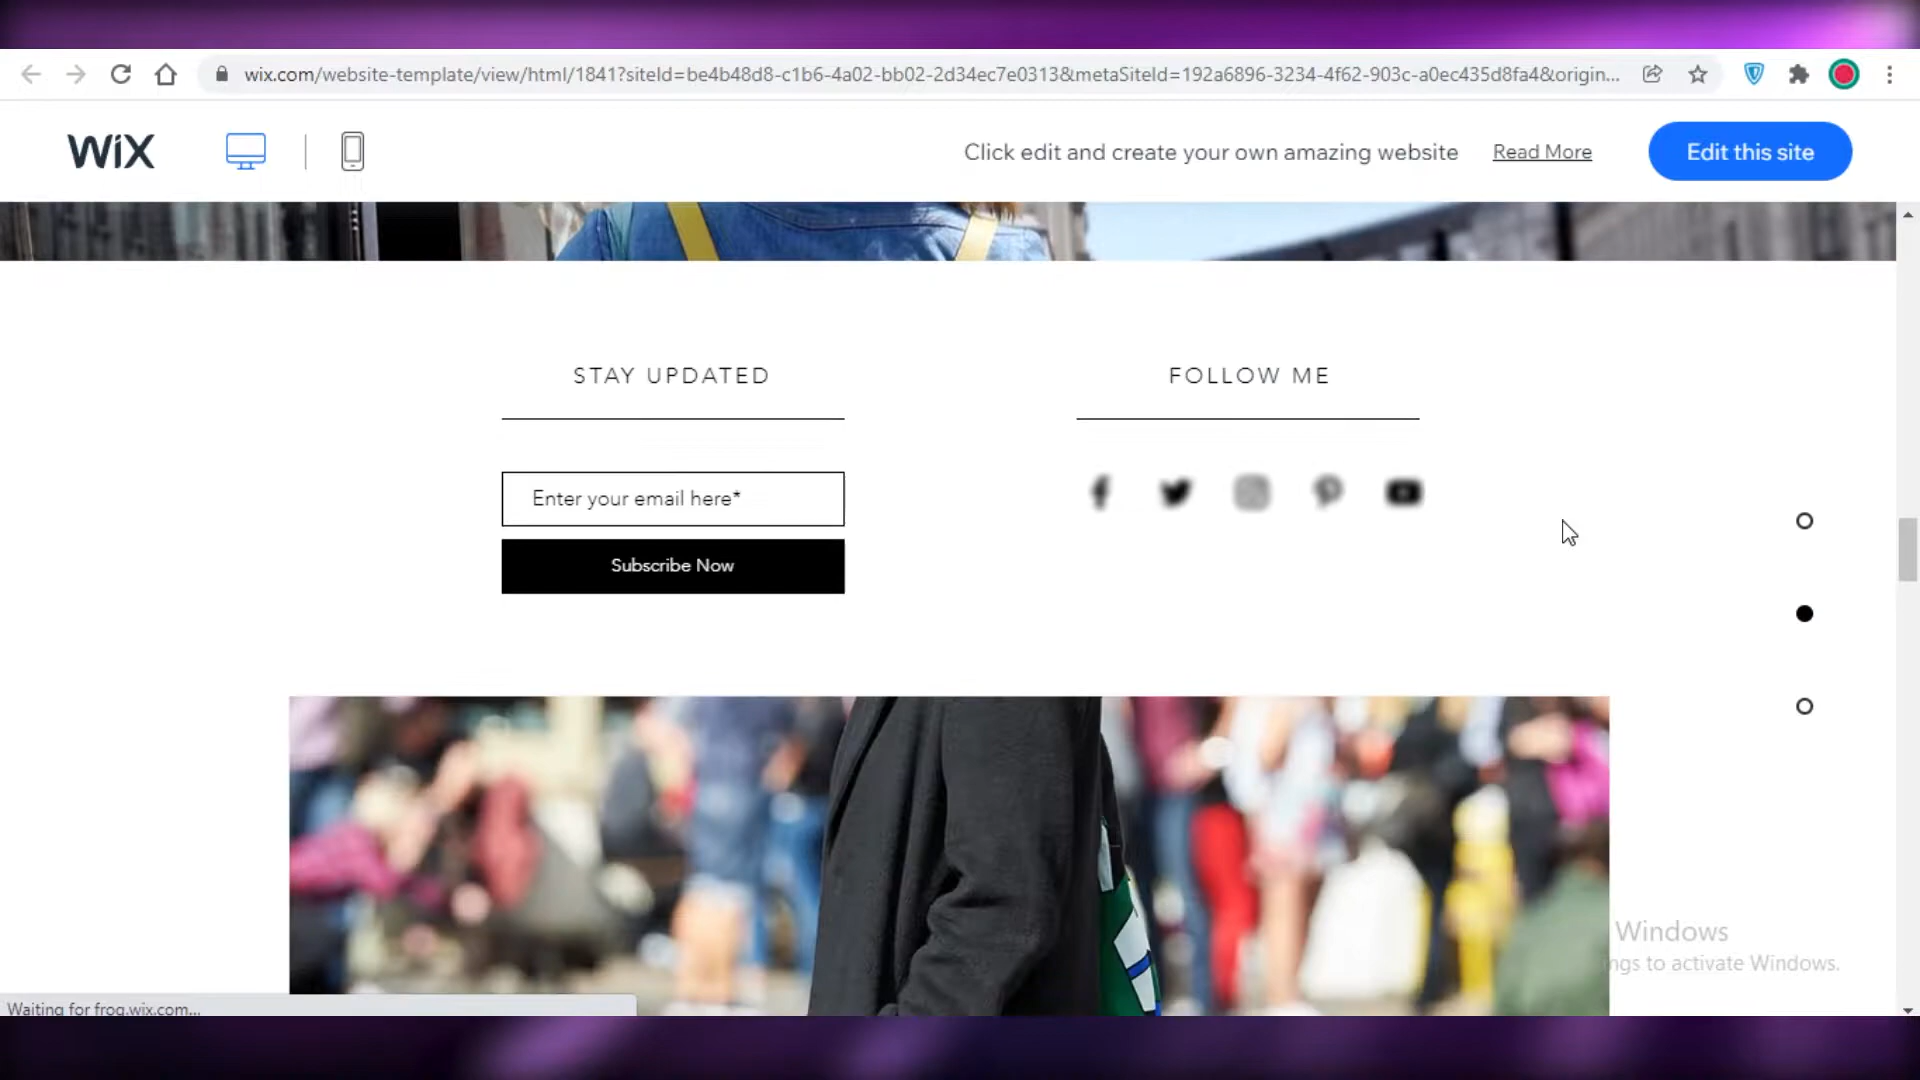 wix.com/website-template/view/html/1841?siteId=be4b48d8-c1b6-4a02-bb02-2d34ec7e0313&metaSiteId=192a6896-3234-4f62-903c-a0ec435d8fa4&origin...
WiX
Click edit and create your own amazing website
Read More
Edit this site
STAY UPDATED
FOLLOW ME
Enter your email here*
Subscribe Now
Windows
ngs to activate Windows.
Waiting for frog.wix.com...